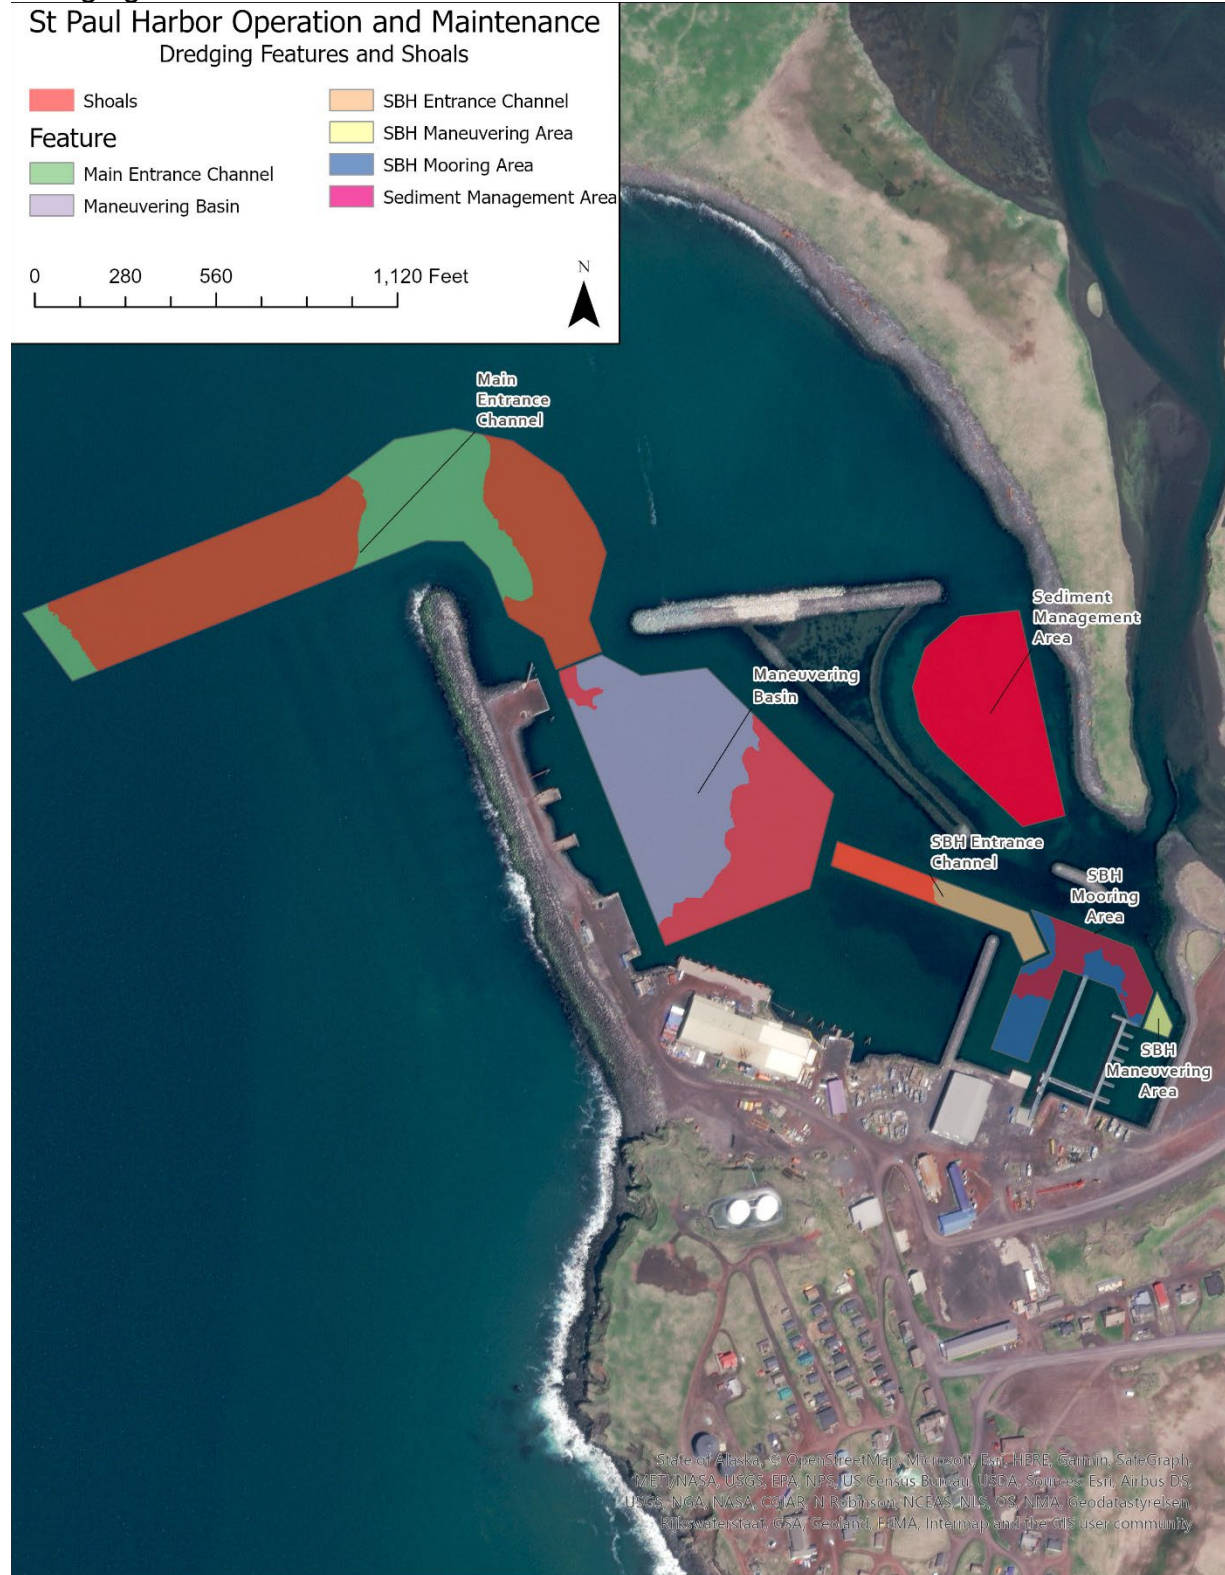 St Paul Harbor Operation and Maintenance
Dredging Features and Shoals
Shoals
Feature
Main Entrance Channel
Maneuvering Basin
SBH Entrance Channel
SBH Maneuvering Area
SBH Mooring Area
Sediment Management Area
0 280 560 1,120 Feet
N
Main
Entrance
Channel
Sediment
Management
Area
Maneuvering
Basin
SBH Entrance
Channel
SBH
Mooring
Area
SBH
Maneuvering
Area
State of Alaska, © OpenStreetMap, Microsoft, Esri, HERE, Garmin, SafeGraph,
METI/NASA, USGS, EPA, NPS, US Census Bureau, USDA, Sources: Esri, Airbus DS,
USGS, NGA, NASA, CGIAR, N Robinson, NCEAS, NLS, OS, NMA, Geodatastyrelsen,
Rijkswaterstaat, GSA, Geoland, FEMA, Intermap and the GIS user community